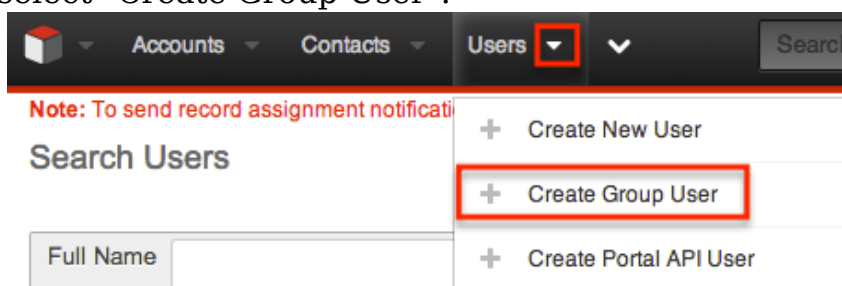 select "Create Group User".
Accounts Contacts Users Search
Note: To send record assignment notificati
Create New User
Search Users
Create Group User
Full Name
Create Portal API User